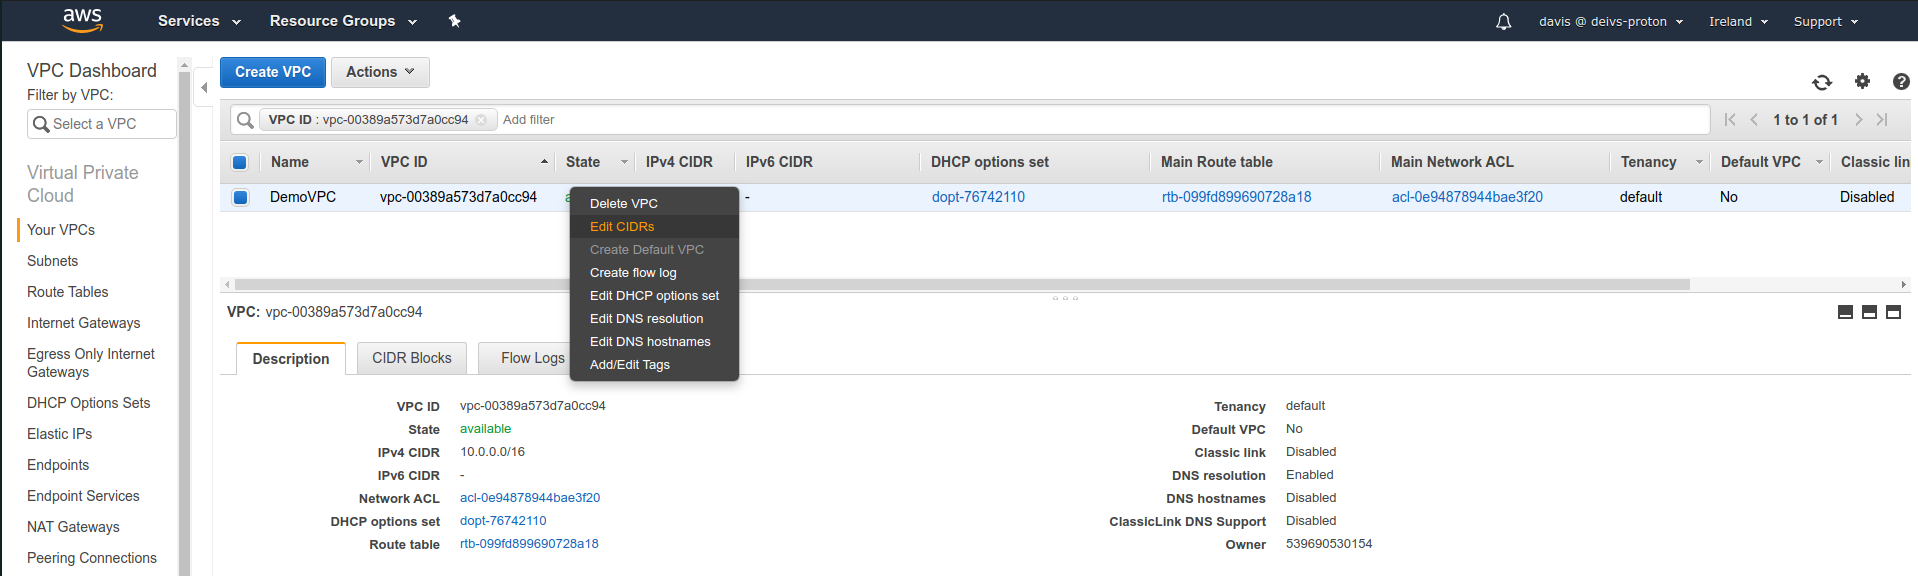 aws Services Resource Groups davis @ deivs-proton Ireland Support
VPC Dashboard
Filter by VPC:
Select a VPC
Virtual Private
Cloud
Your VPCs
Subnets
Route Tables
Internet Gateways
Egress Only Internet
Gateways
DHCP Options Sets
Elastic IPs
Endpoints
Endpoint Services
NAT Gateways
Peering Connections
Create VPC Actions
VPC ID : vpc-00389a573d7a0cc94 Add filter 1 to 1 of 1
Name VPC ID State IPv4 CIDR IPv6 CIDR DHCP options set Main Route table Main Network ACL Tenancy Default VPC Classic lin
DemoVPC vpc-00389a573d7a0cc94 a - dopt-76742110 rtb-099fd899690728a18 acl-0e94878944bae3f20 default No Disabled
Delete VPC
Edit CIDRs
Create Default VPC
Create flow log
Edit DHCP options set
Edit DNS resolution
Edit DNS hostnames
Add/Edit Tags
VPC: vpc-00389a573d7a0cc94
Description CIDR Blocks Flow Logs
VPC ID vpc-00389a573d7a0cc94
State available
IPv4 CIDR 10.0.0.0/16
IPv6 CIDR -
Network ACL acl-0e94878944bae3f20
DHCP options set dopt-76742110
Route table rtb-099fd899690728a18
Tenancy default
Default VPC No
Classic link Disabled
DNS resolution Enabled
DNS hostnames Disabled
ClassicLink DNS Support Disabled
Owner 539690530154